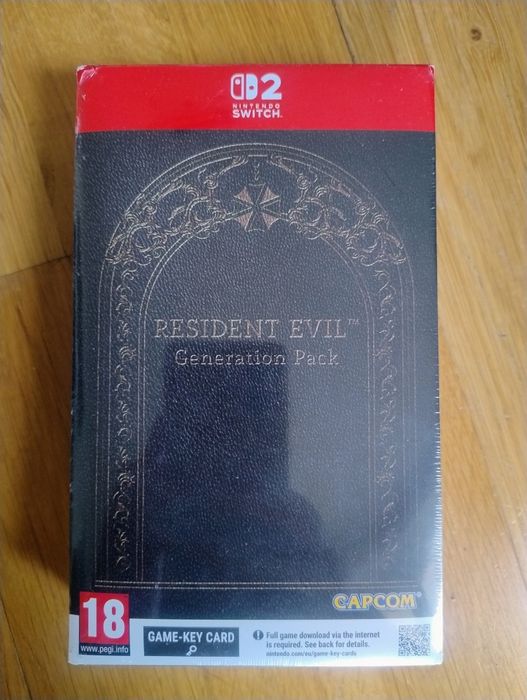 2
NINTENDO
SWITCH.
RESIDENT EVIL™
Generation Pack
CAPCOM®
18
www.pegi.info
GAME-KEY CARD
! Full game download via the internet
is required. See back for details.
nintendo.com/eu/game-key-cards